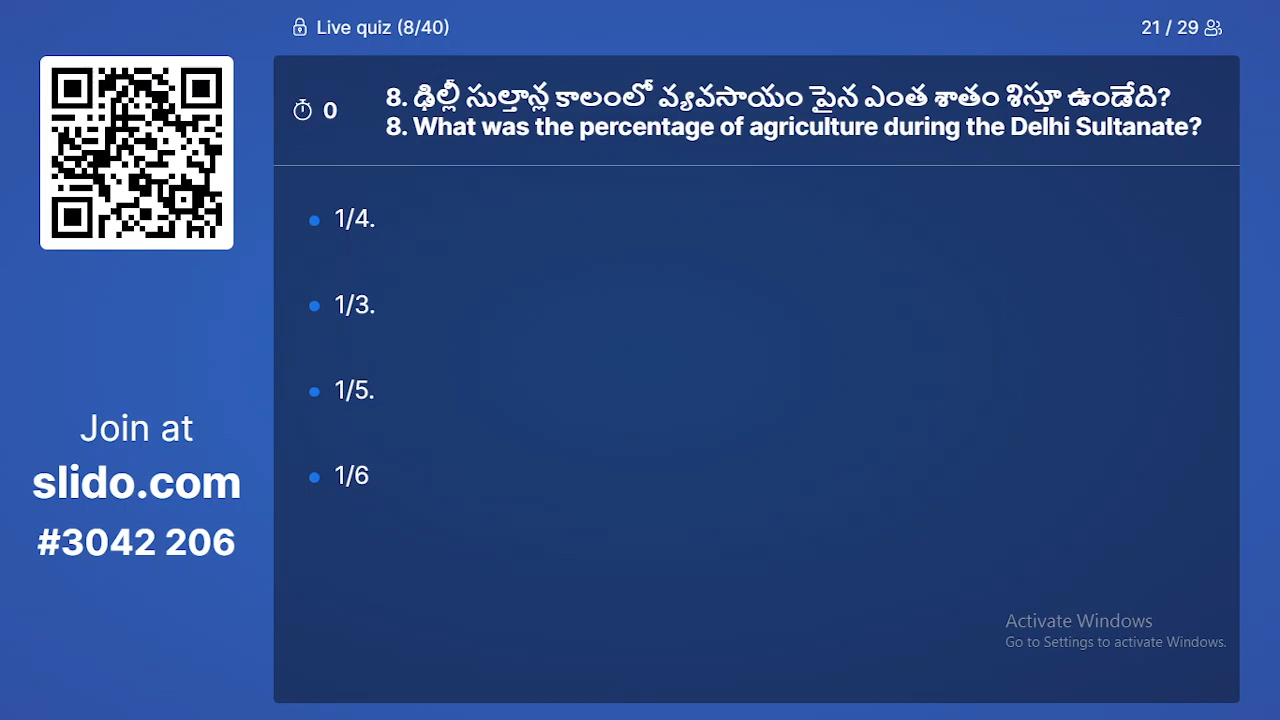 Live quiz (8/40)
21 / 29
0
8. ఢిల్లీ సుల్తాన్ల కాలంలో వ్యవసాయం పైన ఎంత శాతం శిస్తూ ఉండేది?
8. What was the percentage of agriculture during the Delhi Sultanate?
1/4.
1/3.
1/5.
1/6
Join at
slido.com
#3042 206
Activate Windows
Go to Settings to activate Windows.